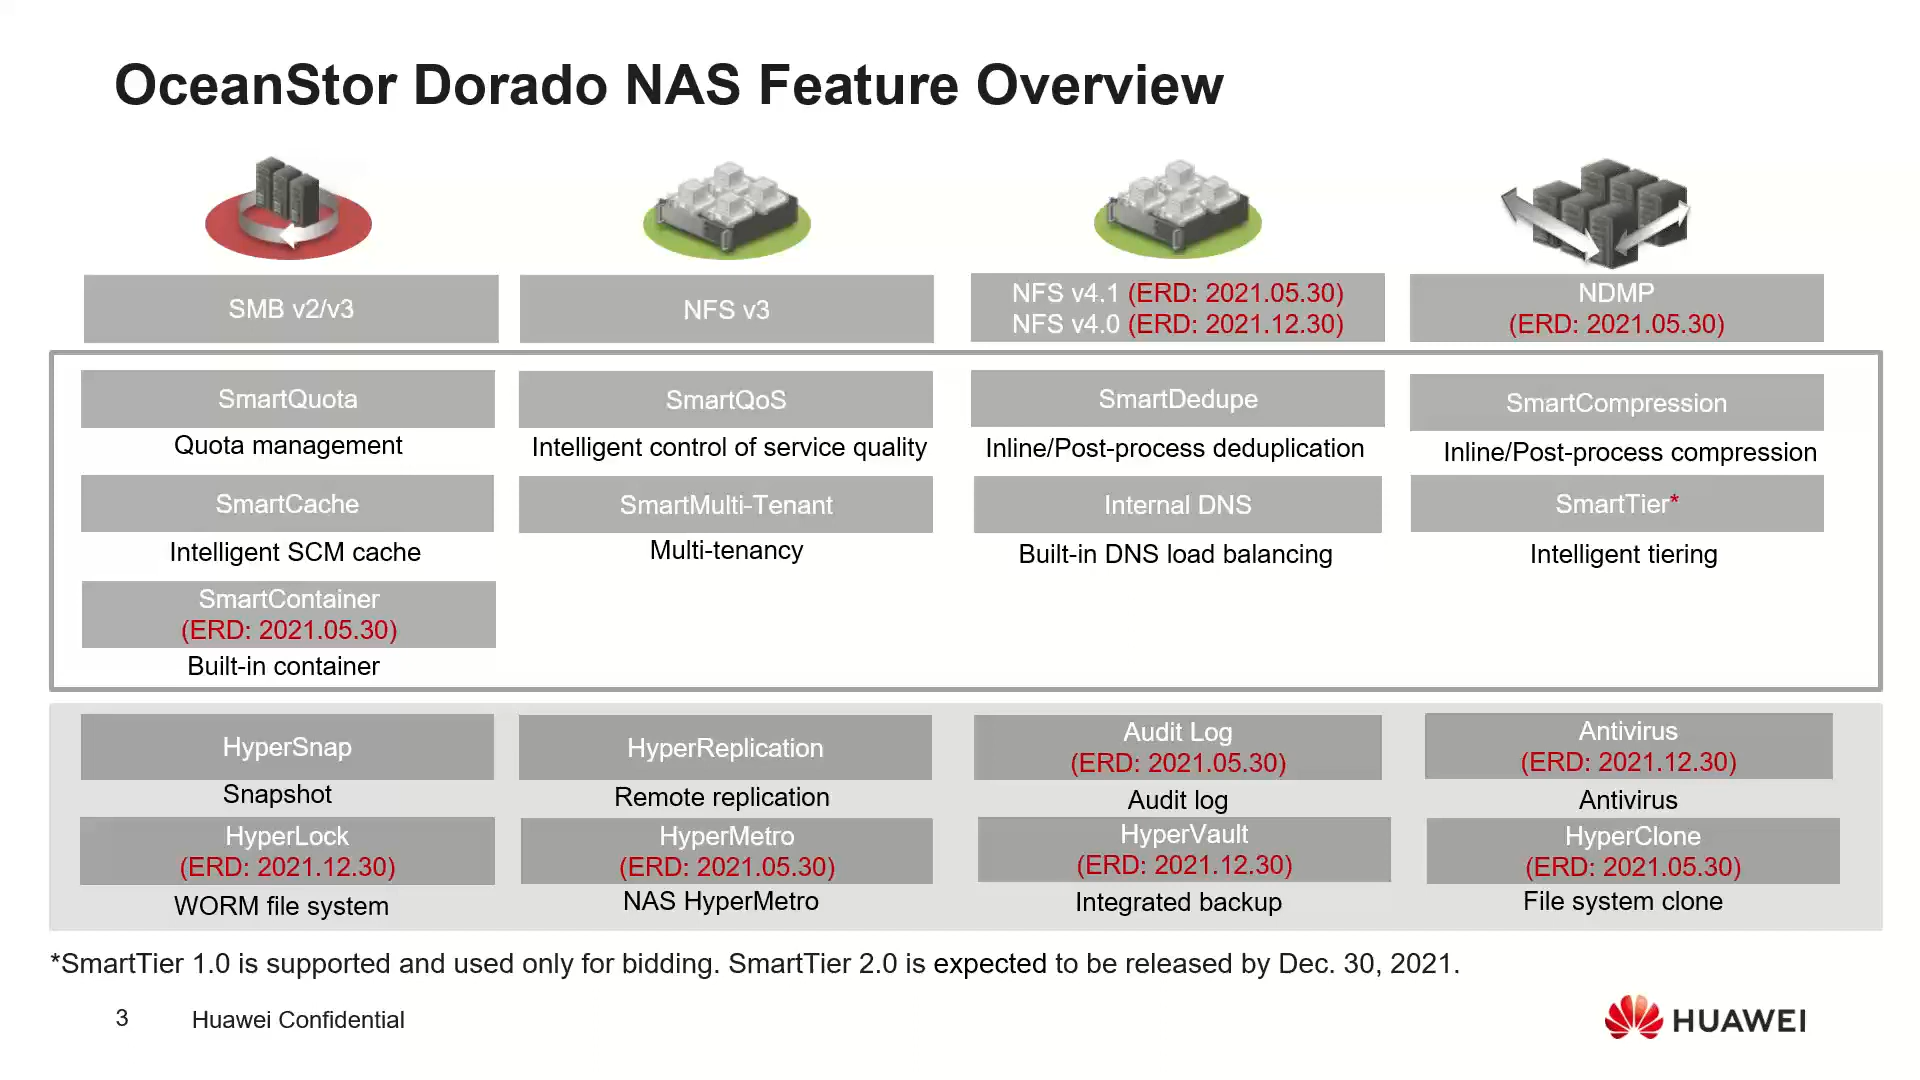 OceanStor Dorado NAS Feature Overview
SMB v2/v3
NFS v3
NFS v4.1 (ERD: 2021.05.30)
NFS v4.0 (ERD: 2021.12.30)
NDMP
(ERD: 2021.05.30)
SmartQuota
Quota management
SmartQoS
Intelligent control of service quality
SmartDedupe
Inline/Post-process deduplication
SmartCompression
Inline/Post-process compression
SmartCache
Intelligent SCM cache
SmartMulti-Tenant
Multi-tenancy
Internal DNS
Built-in DNS load balancing
SmartTier*
Intelligent tiering
SmartContainer
(ERD: 2021.05.30)
Built-in container
HyperSnap
Snapshot
HyperReplication
Remote replication
Audit Log
(ERD: 2021.05.30)
Audit log
Antivirus
(ERD: 2021.12.30)
Antivirus
HyperLock
(ERD: 2021.12.30)
WORM file system
HyperMetro
(ERD: 2021.05.30)
NAS HyperMetro
HyperVault
(ERD: 2021.12.30)
Integrated backup
HyperClone
(ERD: 2021.05.30)
File system clone
*SmartTier 1.0 is supported and used only for bidding. SmartTier 2.0 is expected to be released by Dec. 30, 2021.
3
Huawei Confidential
HUAWEI